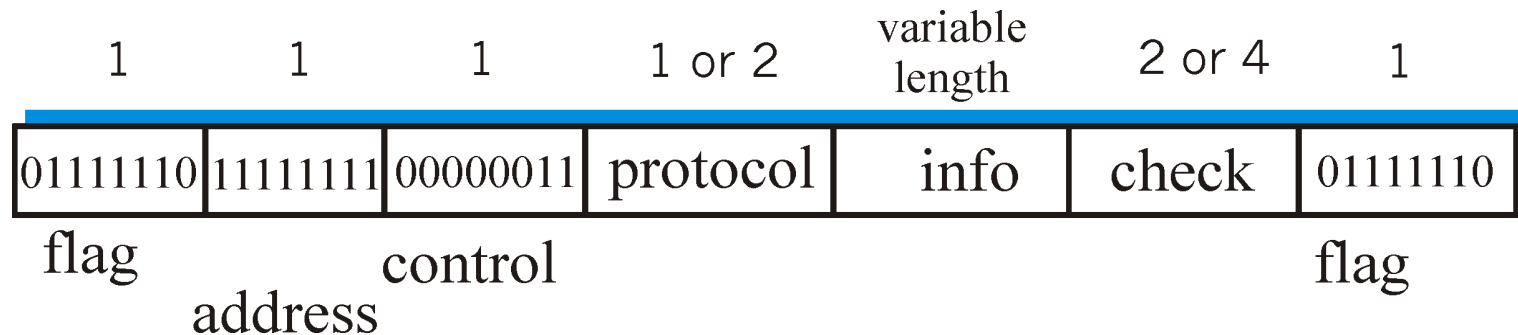 1 1 1 1 or 2 variable length 2 or 4 1
01111110 11111111 00000011 protocol info check 01111110
flag address control flag